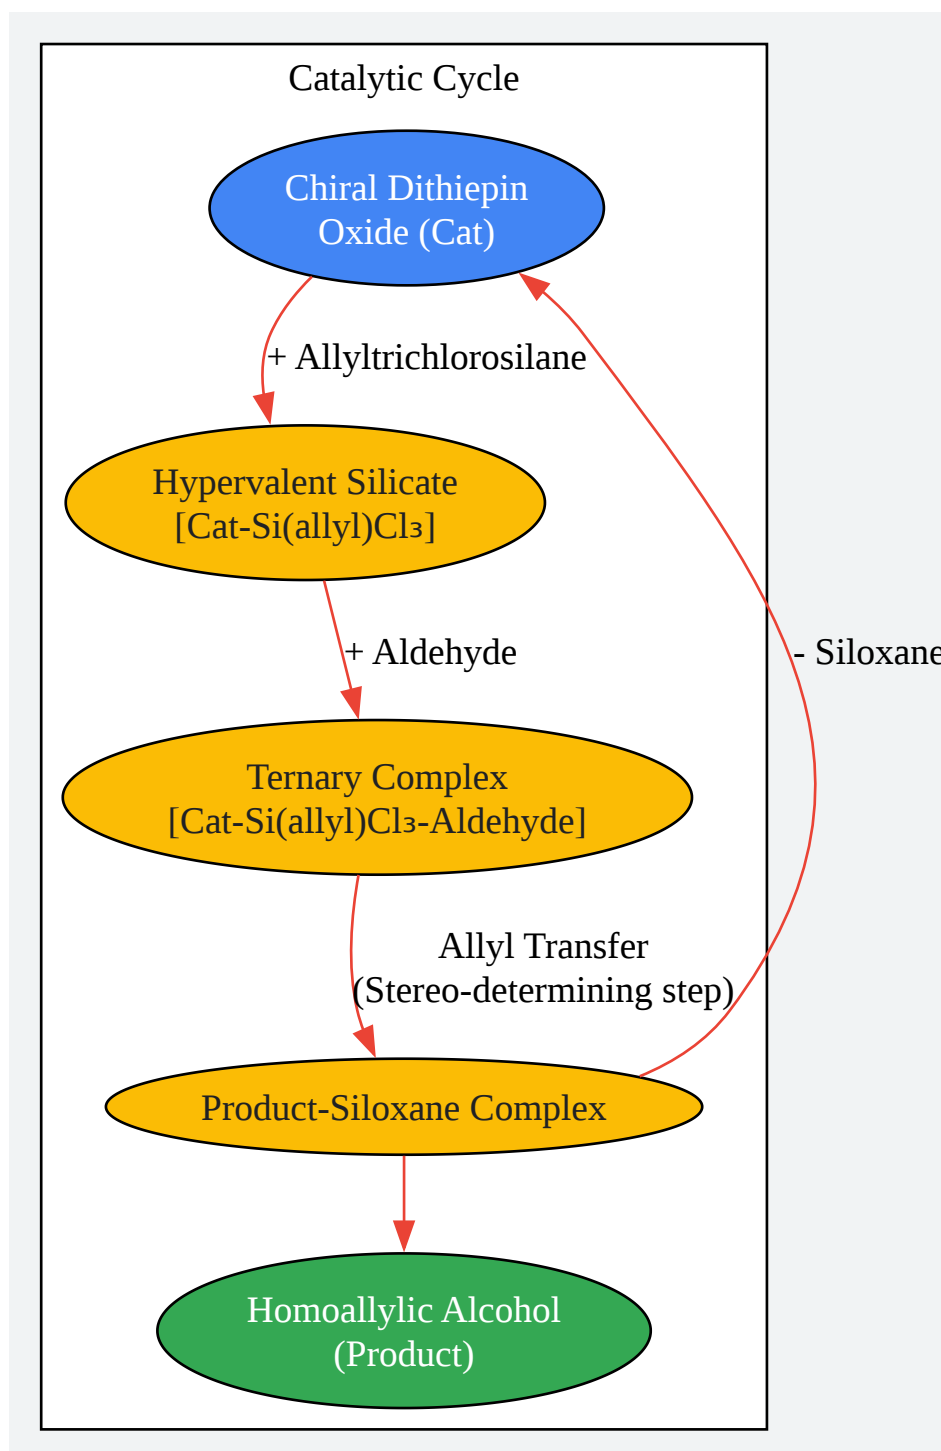 Catalytic Cycle
Chiral Dithiepin
Oxide (Cat)
+ Allyltrichlorosilane
Hypervalent Silicate
[Cat-Si(allyl)Cl₃]
+ Aldehyde
- Siloxane
Ternary Complex
[Cat-Si(allyl)Cl₃-Aldehyde]
Allyl Transfer
(Stereo-determining step)
Product-Siloxane Complex
Homoallylic Alcohol
(Product)